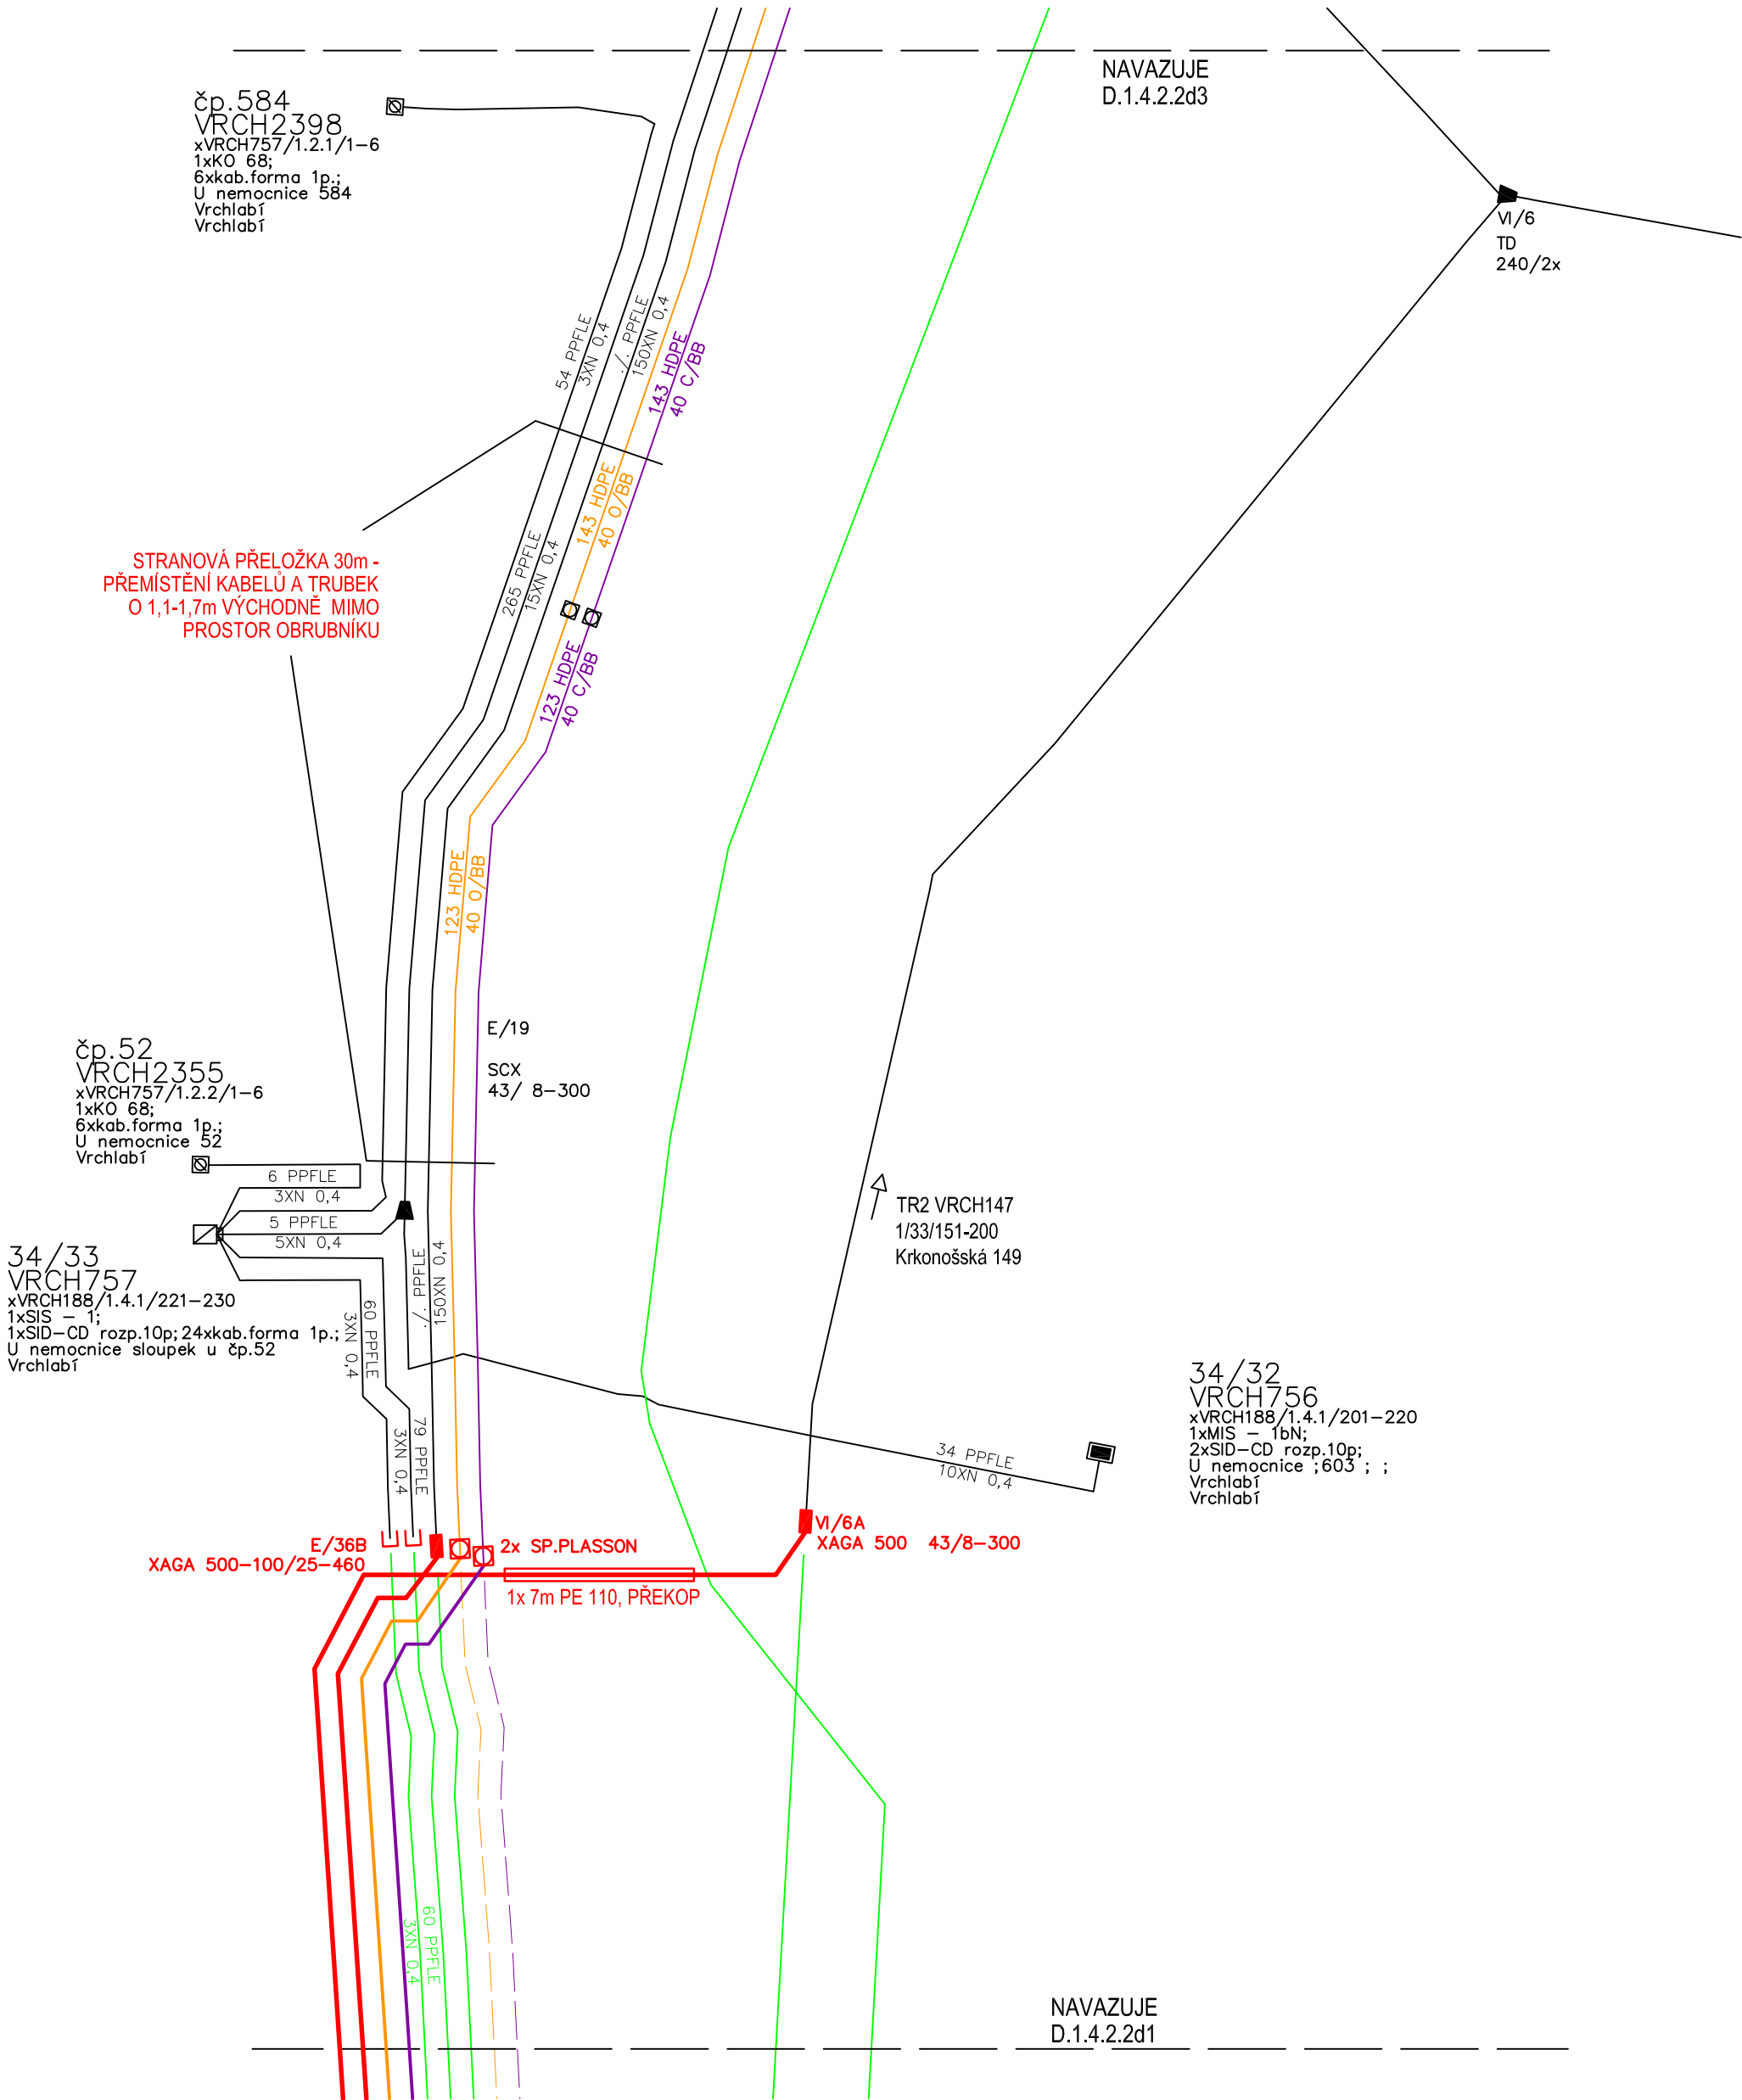 NAVAZUJE
D.1.4.2.2d3
čp.584
VRCH2398
xVRCH757/1.2.1/1-6
1xKO 68;
6xkab.forma 1p.;
U nemocnice 584
Vrchlabí
Vrchlabí
VI/6
TD
240/2x
54 PPFLE
3XN 0,4
./. PPFLE
150XN 0,4
143 HDPE
40 C/BB
143 HDPE
40 O/BB
265 PPFLE
15XN 0,4
STRANOVÁ PŘELOŽKA 30m -
PŘEMÍSTĚNÍ KABELŮ A TRUBEK
O 1,1-1,7m VÝCHODNĚ MIMO
PROSTOR OBRUBNÍKU
123 HDPE
40 C/BB
123 HDPE
40 O/BB
E/19
SCX
43/ 8-300
čp.52
VRCH2355
xVRCH757/1.2.2/1-6
1xKO 68;
6xkab.forma 1p.;
U nemocnice 52
Vrchlabí
6 PPFLE
3XN 0,4
5 PPFLE
5XN 0,4
TR2 VRCH147
1/33/151-200
Krkonošská 149
34/33
VRCH757
xVRCH188/1.4.1/221-230
1xSIS - 1;
1xSID-CD rozp.10p;24xkab.forma 1p.;
U nemocnice sloupek u čp.52
Vrchlabí
./. PPFLE
150XN 0,4
60 PPFLE
3XN 0,4
79 PPFLE
3XN 0,4
34/32
VRCH756
xVRCH188/1.4.1/201-220
1xMIS - 1bN;
2xSID-CD rozp.10p;
U nemocnice ;603 ; ;
Vrchlabí
Vrchlabí
34 PPFLE
10XN 0,4
E/36B
XAGA 500-100/25-460
2x SP.PLASSON
VI/6A
XAGA 500 43/8-300
1x 7m PE 110, PŘEKOP
60 PPFLE
3XN 0,4
NAVAZUJE
D.1.4.2.2d1